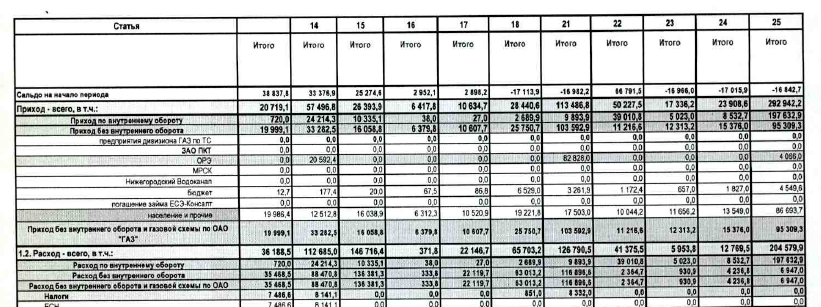 Статья 14 15 16 17 18 21 22 23 24 25
Итого Итого Итого Итого Итого Итого Итого Итого Итого Итого Итого
Сальдо на начало периода 38 837,8 33 376,9 25 274,6 2 952,1 2 898,2 -17 113,9 -16 982,2 66 791,5 -16 966,0 -17 015,9 -16 842,7
Приход - всего, в т.ч.: 20 719,1 57 496,8 26 393,9 6 417,8 10 634,7 28 440,6 113 486,8 50 227,5 17 336,2 23 908,6 292 942,2
Приход по внутреннему обороту 720,0 24 214,3 10 335,1 38,0 27,0 2 689,9 9 893,9 39 010,8 5 023,0 8 532,7 197 632,9
Приход без внутреннего оборота 19 999,1 33 282,5 16 058,8 6 379,8 10 607,7 25 750,7 103 592,9 11 216,6 12 313,2 15 376,0 95 309,3
предприятия дивизиона ГАЗ по ТС 0,0 0,0 0,0 0,0 0,0 0,0 0,0 0,0 0,0 0,0 0,0
ЗАО ПКТ 0,0 0,0 0,0 0,0 0,0 0,0 0,0 0,0 0,0 0,0 0,0
ОРЭ 0,0 20 592,4 0,0 0,0 0,0 0,0 82 828,0 0,0 0,0 0,0 4 066,0
МРСК 0,0 0,0 0,0 0,0 0,0 0,0 0,0 0,0 0,0 0,0 0,0
Нижегородский Водоканал 0,0 0,0 0,0 0,0 0,0 0,0 0,0 0,0 0,0 0,0 0,0
бюджет 12,7 177,4 20,0 67,5 86,8 6 529,0 3 261,9 1 172,4 657,0 1 827,0 4 549,6
погашение займа ЕСЭ-Консалт 0,0 0,0 0,0 0,0 0,0 0,0 0,0 0,0 0,0 0,0 0,0
население и прочие 19 986,4 12 512,8 16 038,9 6 312,3 10 520,9 19 221,8 17 503,0 10 044,2 11 656,2 13 549,0 86 693,7
Приход без внутреннего оборота и газовой схемы по ОАО
"ГАЗ" 19 999,1 33 282,5 16 058,8 6 379,8 10 607,7 25 750,7 103 592,9 11 216,6 12 313,2 15 376,0 95 309,3
1.2. Расход - всего, в т.ч.: 36 188,5 112 685,0 146 716,4 371,8 22 146,7 65 703,2 126 790,5 41 375,5 5 953,8 12 769,5 204 579,9
Расход по внутреннему обороту 720,0 24 214,3 10 335,1 38,0 27,0 2 689,9 9 893,9 39 010,8 5 023,0 8 532,7 197 632,9
Расход без внутреннего оборота 35 468,5 88 470,8 136 381,3 333,8 22 119,7 63 013,2 116 896,6 2 364,7 930,9 4 236,8 6 947,0
Расход без внутреннего оборота и газовой схемы по ОАО 35 468,5 88 470,8 136 381,3 333,8 22 119,7 63 013,2 116 896,6 2 364,7 930,9 4 236,8 6 947,0
Налоги 7 486,6 6 141,1 0,0 0,0 0,0 851,8 8 332,0 0,0 0,0 0,0 0,0
ЕСН 7 486,6 6 141,1 0,0 0,0 0,0 0,0 0,0 0,0 0,0 0,0